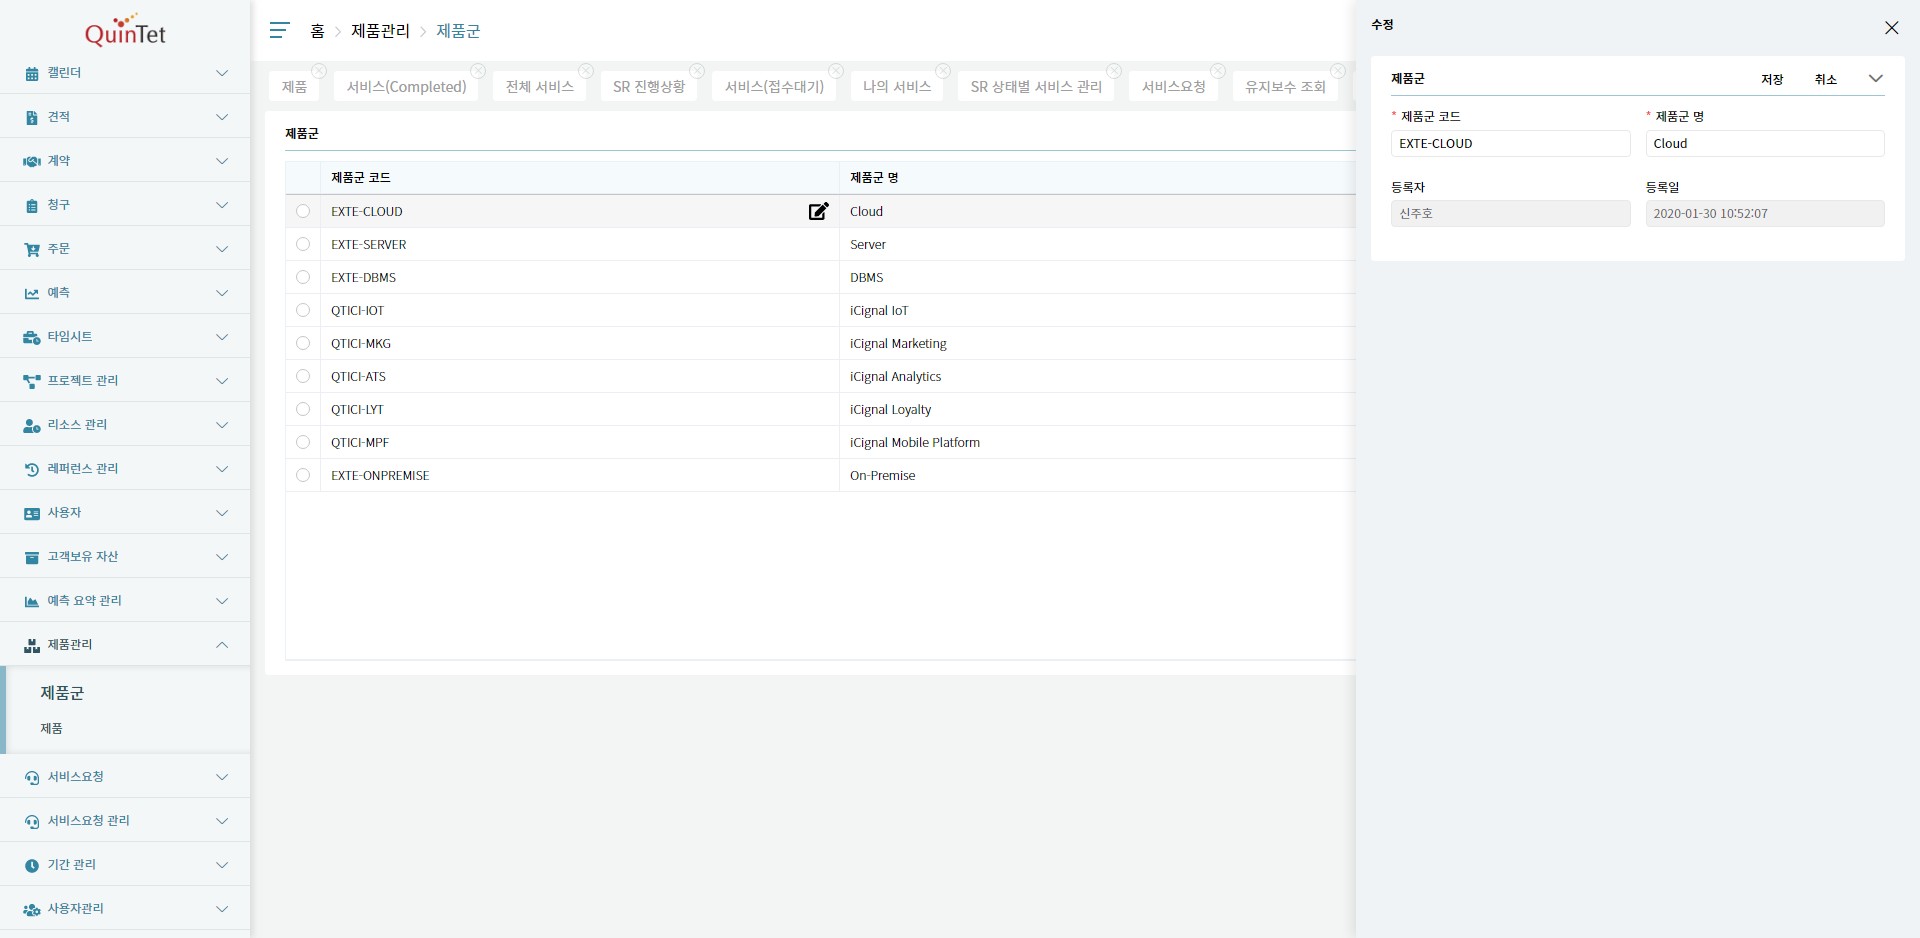 QuinTet
캘린더
견적
계약
청구
주문
예측
타임시트
프로젝트 관리
리소스 관리
레퍼런스 관리
사용자
고객보유 자산
예측 요약 관리
제품관리
제품군
제품
서비스요청
서비스요청 관리
기간 관리
사용자관리
홈 > 제품관리 > 제품군
제품 서비스(Completed) 전체 서비스 SR 진행상황 서비스(접수대기) 나의 서비스 SR 상태별 서비스 관리 서비스요청 유지보수 조회
제품군
제품군 코드 제품군 명
EXTE-CLOUD Cloud
EXTE-SERVER Server
EXTE-DBMS DBMS
QTICI-IOT iCignal IoT
QTICI-MKG iCignal Marketing
QTICI-ATS iCignal Analytics
QTICI-LYT iCignal Loyalty
QTICI-MPF iCignal Mobile Platform
EXTE-ONPREMISE On-Premise
수정
제품군 저장 취소
* 제품군 코드 * 제품군 명
EXTE-CLOUD Cloud
등록자 등록일
신주호 2020-01-30 10:52:07